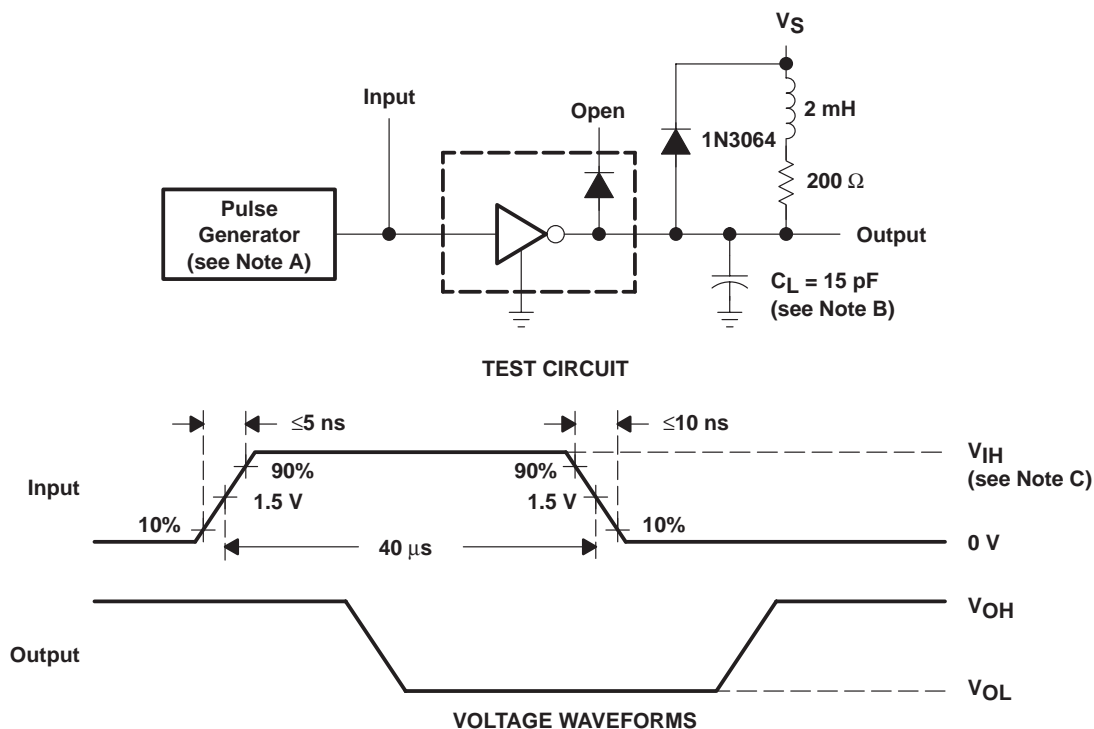 VS
Input
2 mH
Open
1N3064
200 Ω
Pulse
Generator
(see Note A)
Output
CL = 15 pF
(see Note B)
TEST CIRCUIT
≤5 ns
≤10 ns
VIH
(see Note C)
90%
90%
Input
1.5 V
1.5 V
10%
10%
40 μs
0 V
VOH
Output
VOL
VOLTAGE WAVEFORMS